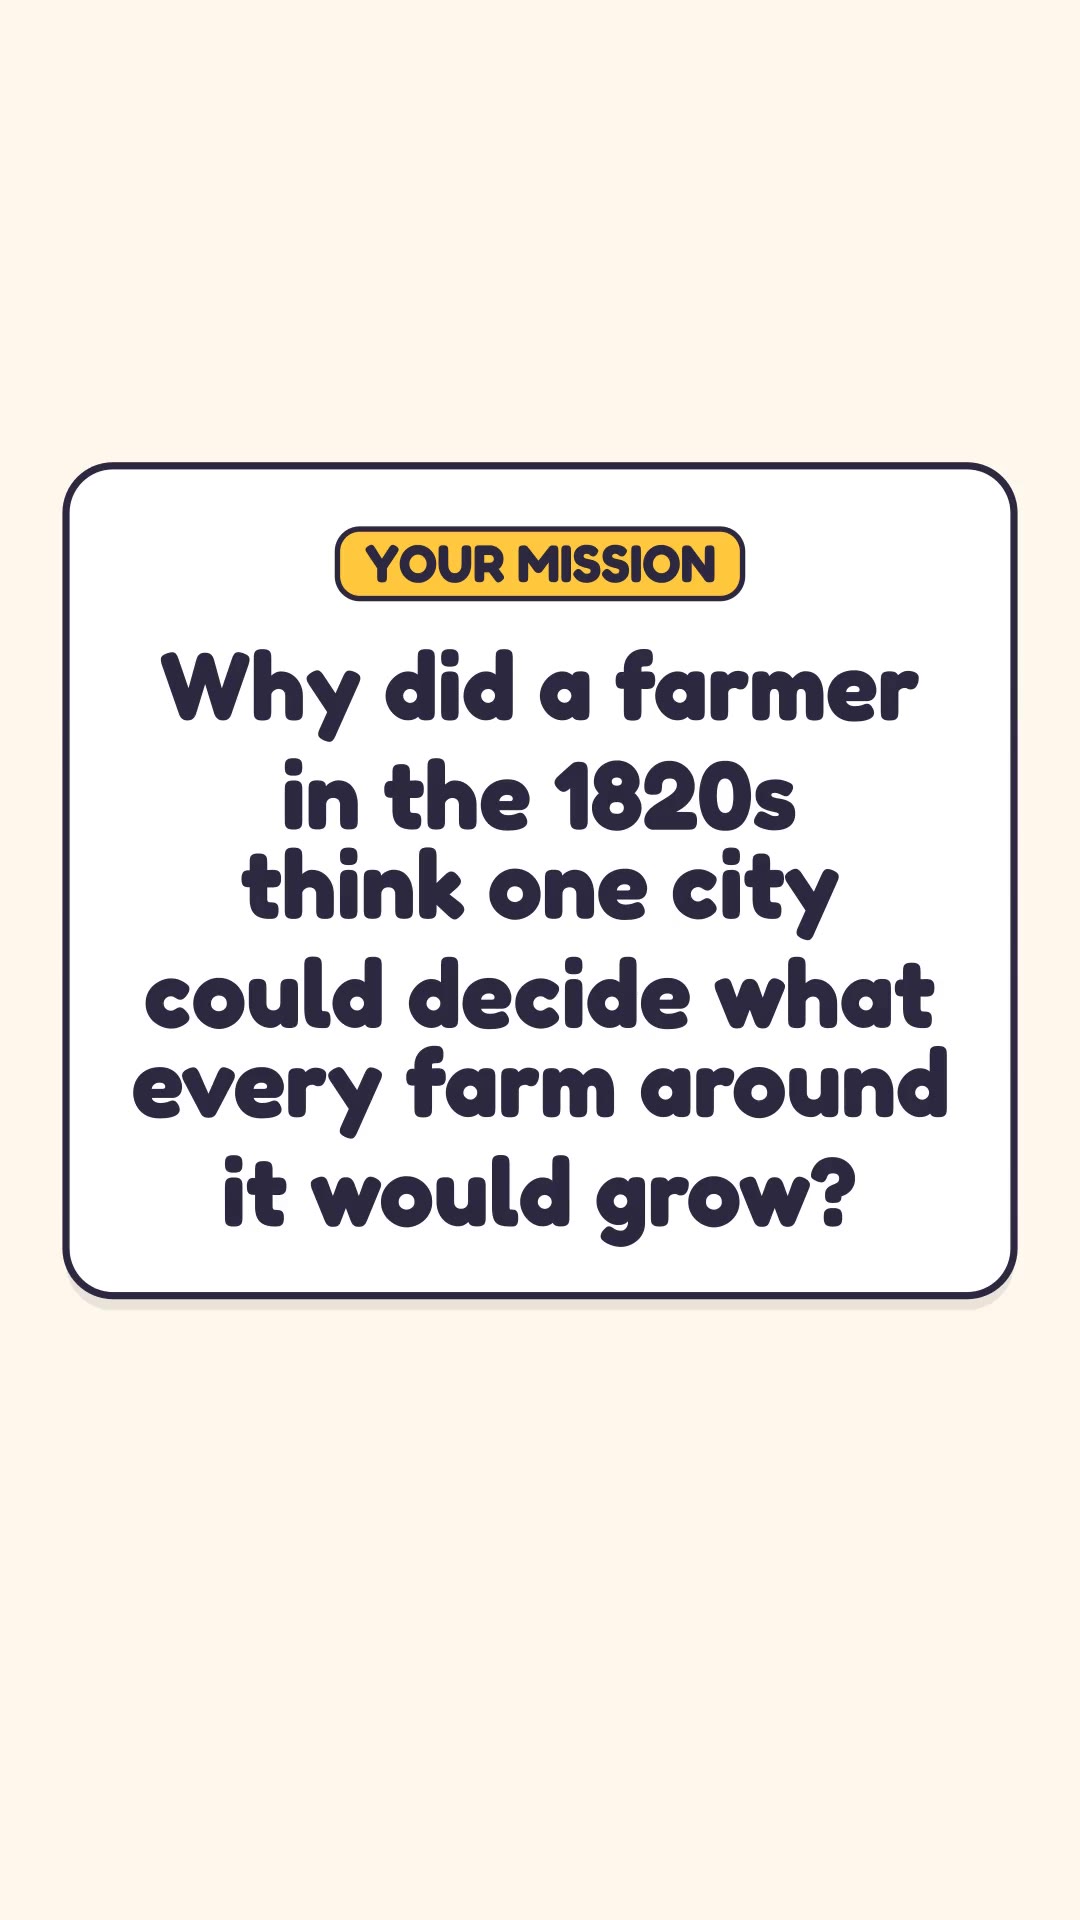 YOUR MISSION
Why did a farmer
in the 1820s
think one city
could decide what
every farm around
it would grow?